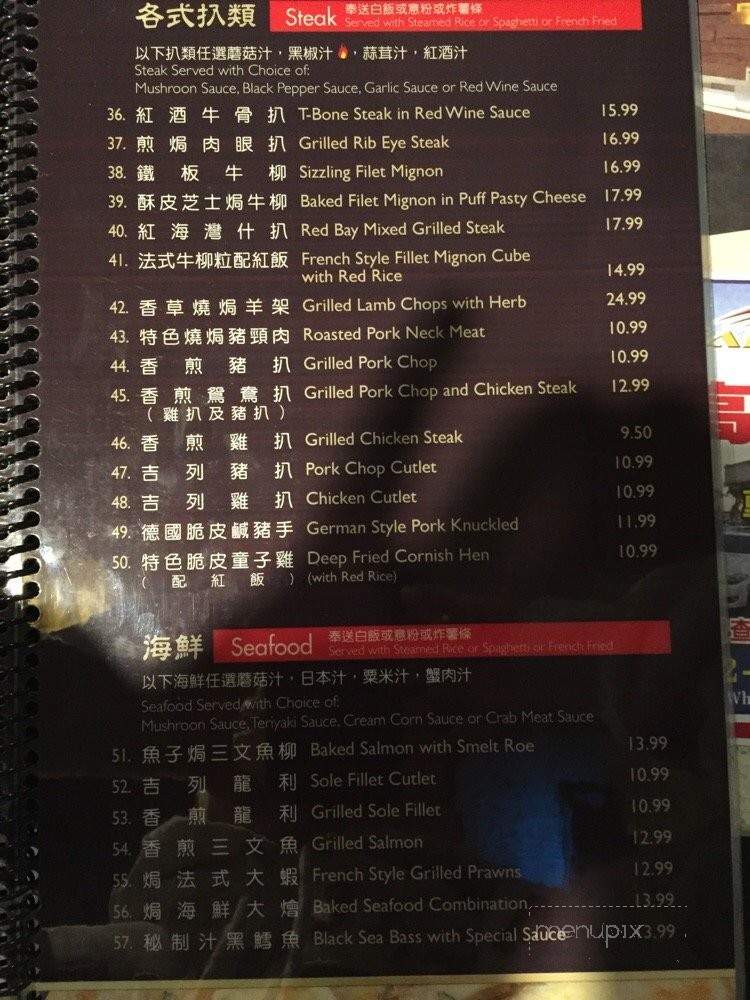 各式扒類 Steak 奉送白飯或意粉或炸薯條
Served with Steamed Rice or Spaghetti or French Fried
以下扒類任選蘑菇汁，黑椒汁，蒜茸汁，紅酒汁
Steak Served with Choice of:
Mushroon Sauce, Black Pepper Sauce, Garlic Sauce or Red Wine Sauce
36. 紅酒牛骨扒 T-Bone Steak in Red Wine Sauce 15.99
37. 煎焗肉眼扒 Grilled Rib Eye Steak 16.99
38. 鐵板牛柳 Sizzling Filet Mignon 16.99
39. 酥皮芝士焗牛柳 Baked Filet Mignon in Puff Pasty Cheese 17.99
40. 紅海灣什扒 Red Bay Mixed Grilled Steak 17.99
41. 法式牛柳粒配紅飯 French Style Fillet Mignon Cube
with Red Rice 14.99
42. 香草燒焗羊架 Grilled Lamb Chops with Herb 24.99
43. 特色燒焗豬頸肉 Roasted Pork Neck Meat 10.99
44. 香煎豬扒 Grilled Pork Chop 10.99
45. 香煎鴛鴦扒 Grilled Pork Chop and Chicken Steak 12.99
（雞扒及豬扒）
46. 香煎雞扒 Grilled Chicken Steak 9.50
47. 吉列豬扒 Pork Chop Cutlet 10.99
48. 吉列雞扒 Chicken Cutlet 10.99
49. 德國脆皮鹹豬手 German Style Pork Knuckled 11.99
50. 特色脆皮童子雞 Deep Fried Cornish Hen 10.99
（配紅飯） (with Red Rice)
海鮮 Seafood 奉送白飯或意粉或炸薯條
Served with Steamed Rice or Spaghetti or French Fried
以下海鮮任選蘑菇汁，日本汁，粟米汁，蟹肉汁
Seafood Served with Choice of:
Mushroon Sauce, Teriyaki Sauce, Cream Corn Sauce or Crab Meat Sauce
51. 魚子焗三文魚柳 Baked Salmon with Smelt Roe 13.99
52. 吉列龍利 Sole Fillet Cutlet 10.99
53. 香煎龍利 Grilled Sole Fillet 10.99
54. 香煎三文魚 Grilled Salmon 12.99
55. 焗法式大蝦 French Style Grilled Prawns 12.99
56. 焗海鮮大燴 Baked Seafood Combination 13.99
57. 秘制汁黑鱈魚 Black Sea Bass with Special Sauce 3.99
menupix